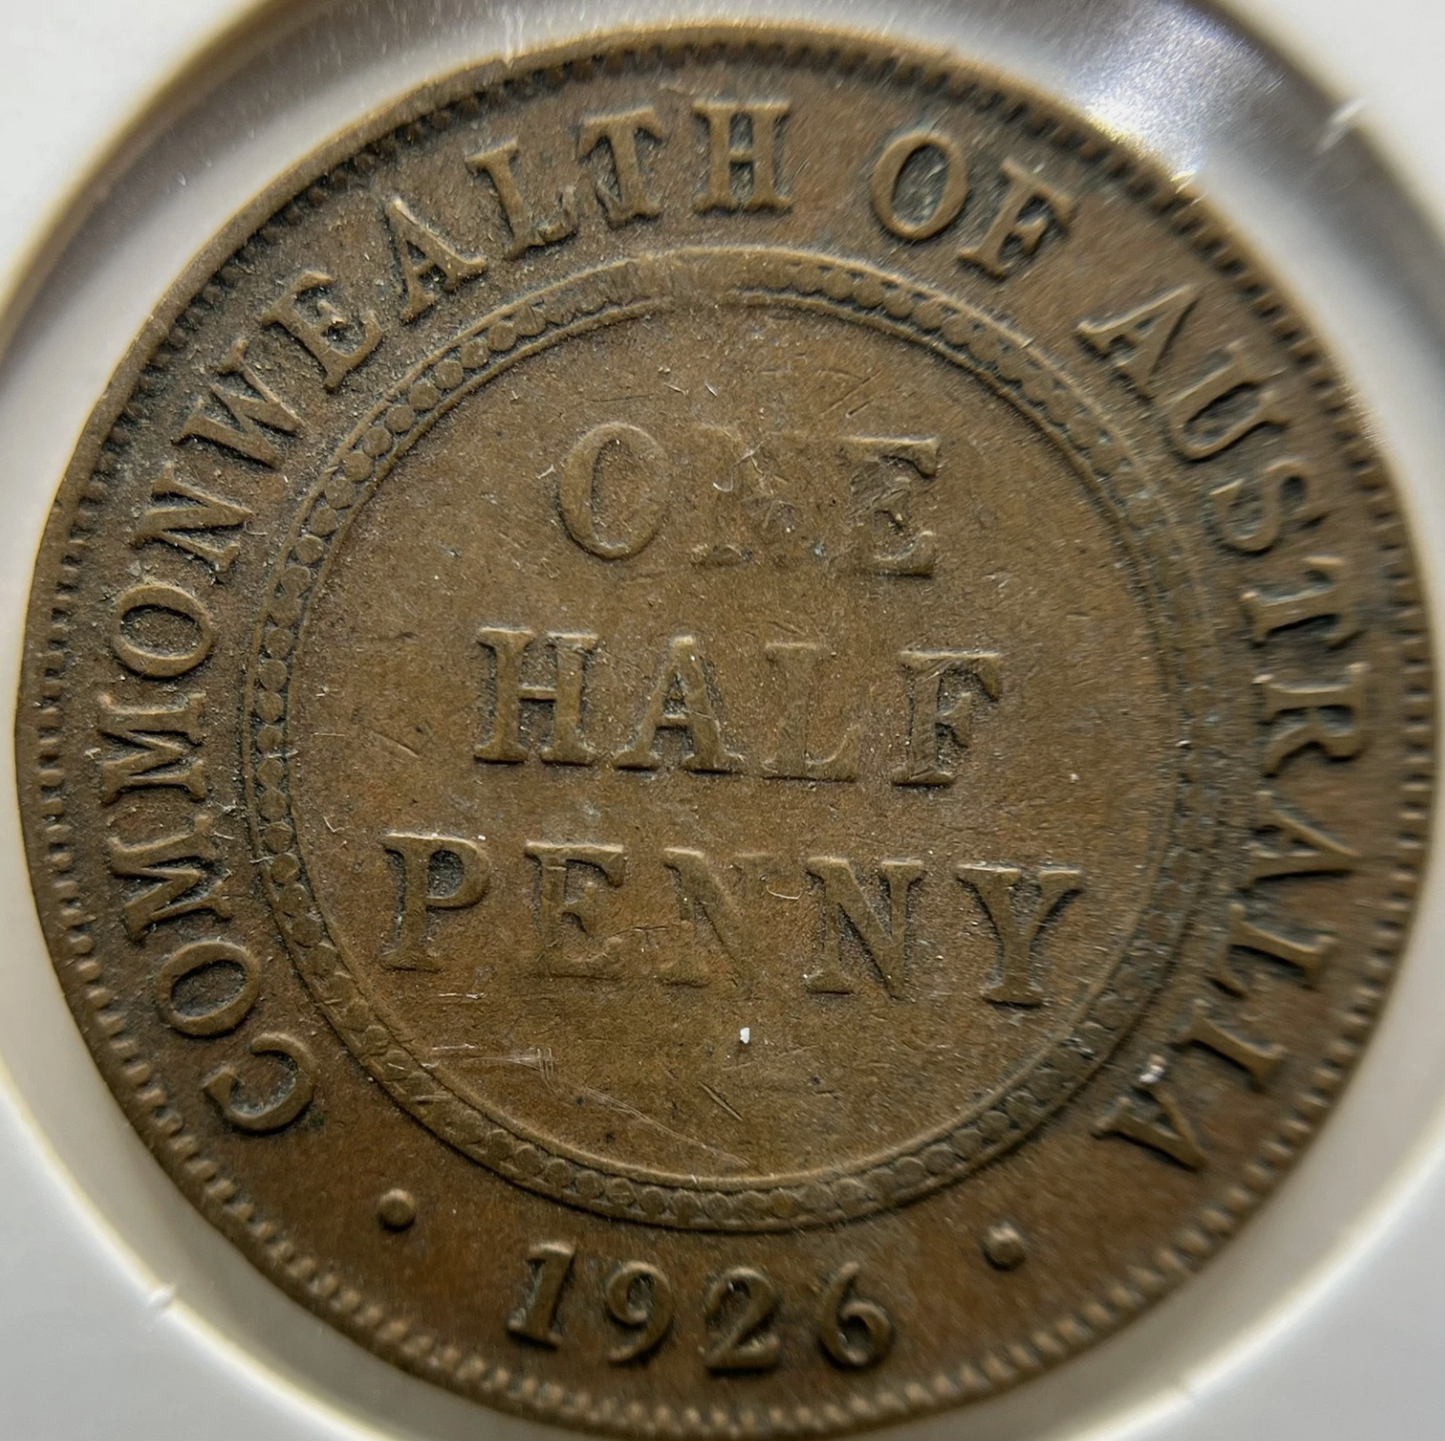 COMMONWEALTH OF AUSTRALIA
ONE
HALF
PENNY
1926